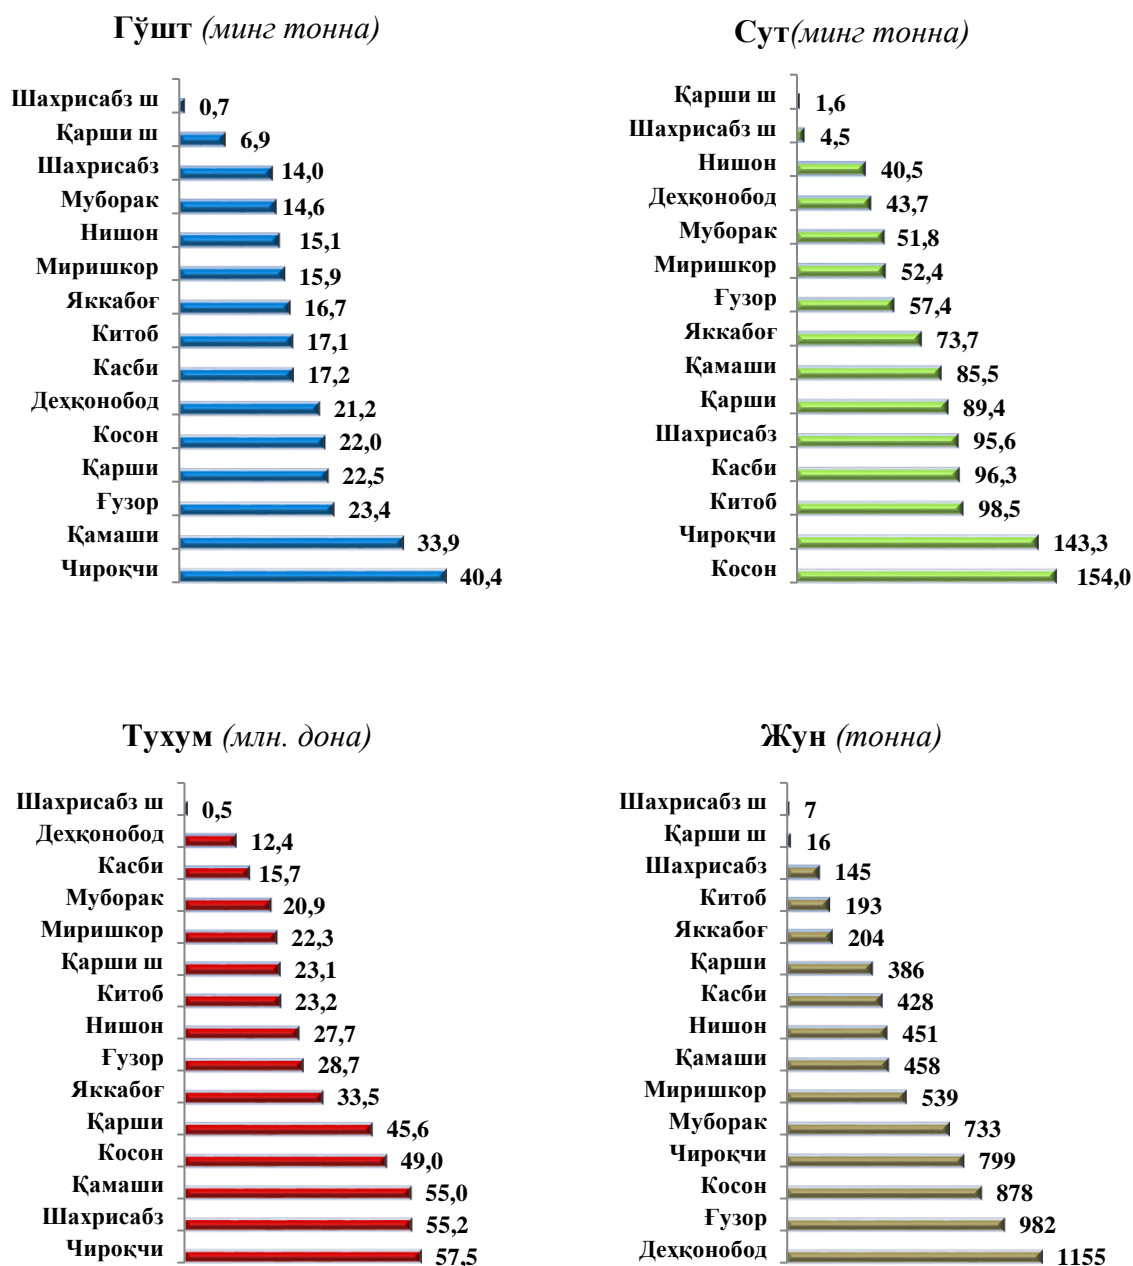 Гўшт (минг тонна)
Шахрисабз ш 0,7
Қарши ш 6,9
Шахрисабз 14,0
Муборак 14,6
Нишон 15,1
Миришкор 15,9
Яккабоғ 16,7
Китоб 17,1
Касби 17,2
Деҳқонобод 21,2
Косон 22,0
Қарши 22,5
Ғузор 23,4
Қамаши 33,9
Чироқчи 40,4
Сут(минг тонна)
Қарши ш 1,6
Шахрисабз ш 4,5
Нишон 40,5
Деҳқонобод 43,7
Муборак 51,8
Миришкор 52,4
Ғузор 57,4
Яккабоғ 73,7
Қамаши 85,5
Қарши 89,4
Шахрисабз 95,6
Касби 96,3
Китоб 98,5
Чироқчи 143,3
Косон 154,0
Тухум (млн. дона)
Шахрисабз ш 0,5
Деҳқонобод 12,4
Касби 15,7
Муборак 20,9
Миришкор 22,3
Қарши ш 23,1
Китоб 23,2
Нишон 27,7
Ғузор 28,7
Яккабоғ 33,5
Қарши 45,6
Косон 49,0
Қамаши 55,0
Шахрисабз 55,2
Чироқчи 57,5
Жун (тонна)
Шахрисабз ш 7
Қарши ш 16
Шахрисабз 145
Китоб 193
Яккабоғ 204
Қарши 386
Касби 428
Нишон 451
Қамаши 458
Миришкор 539
Муборак 733
Чироқчи 799
Косон 878
Ғузор 982
Деҳқонобод 1155